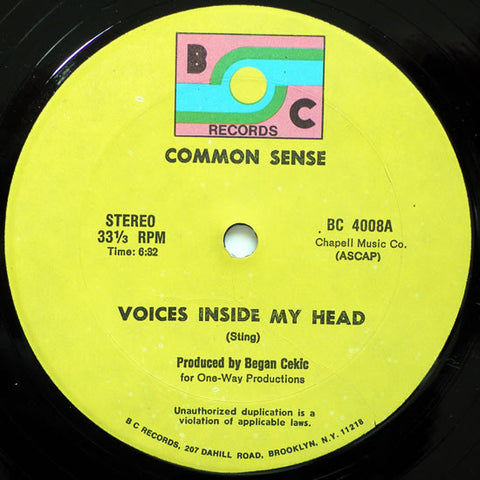 B C
RECORDS
COMMON SENSE
STEREO
33⅓ RPM
Time: 6:32
BC 4008A
Chapell Music Co.
(ASCAP)
VOICES INSIDE MY HEAD
(Sting)
Produced by Began Cekic
for One-Way Productions
Unauthorized duplication is a
violation of applicable laws.
B C RECORDS, 207 DAHILL ROAD, BROOKLYN, N.Y. 11218